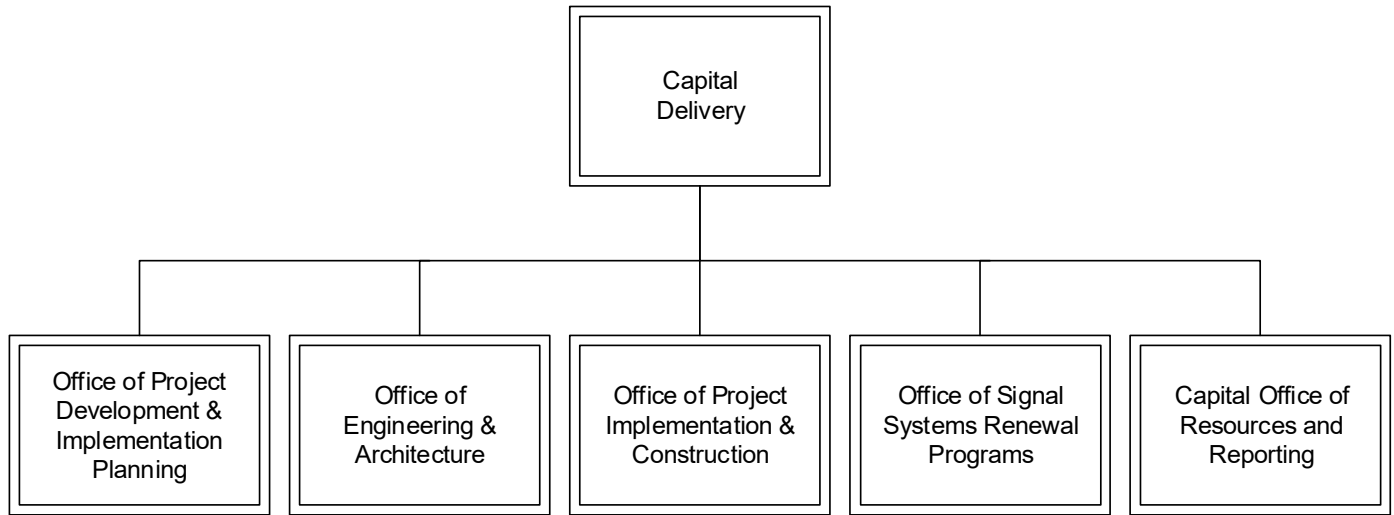 Capital
Delivery
Office of Project
Development &
Implementation
Planning
Office of
Engineering &
Architecture
Office of Project
Implementation &
Construction
Office of Signal
Systems Renewal
Programs
Capital Office of
Resources and
Reporting